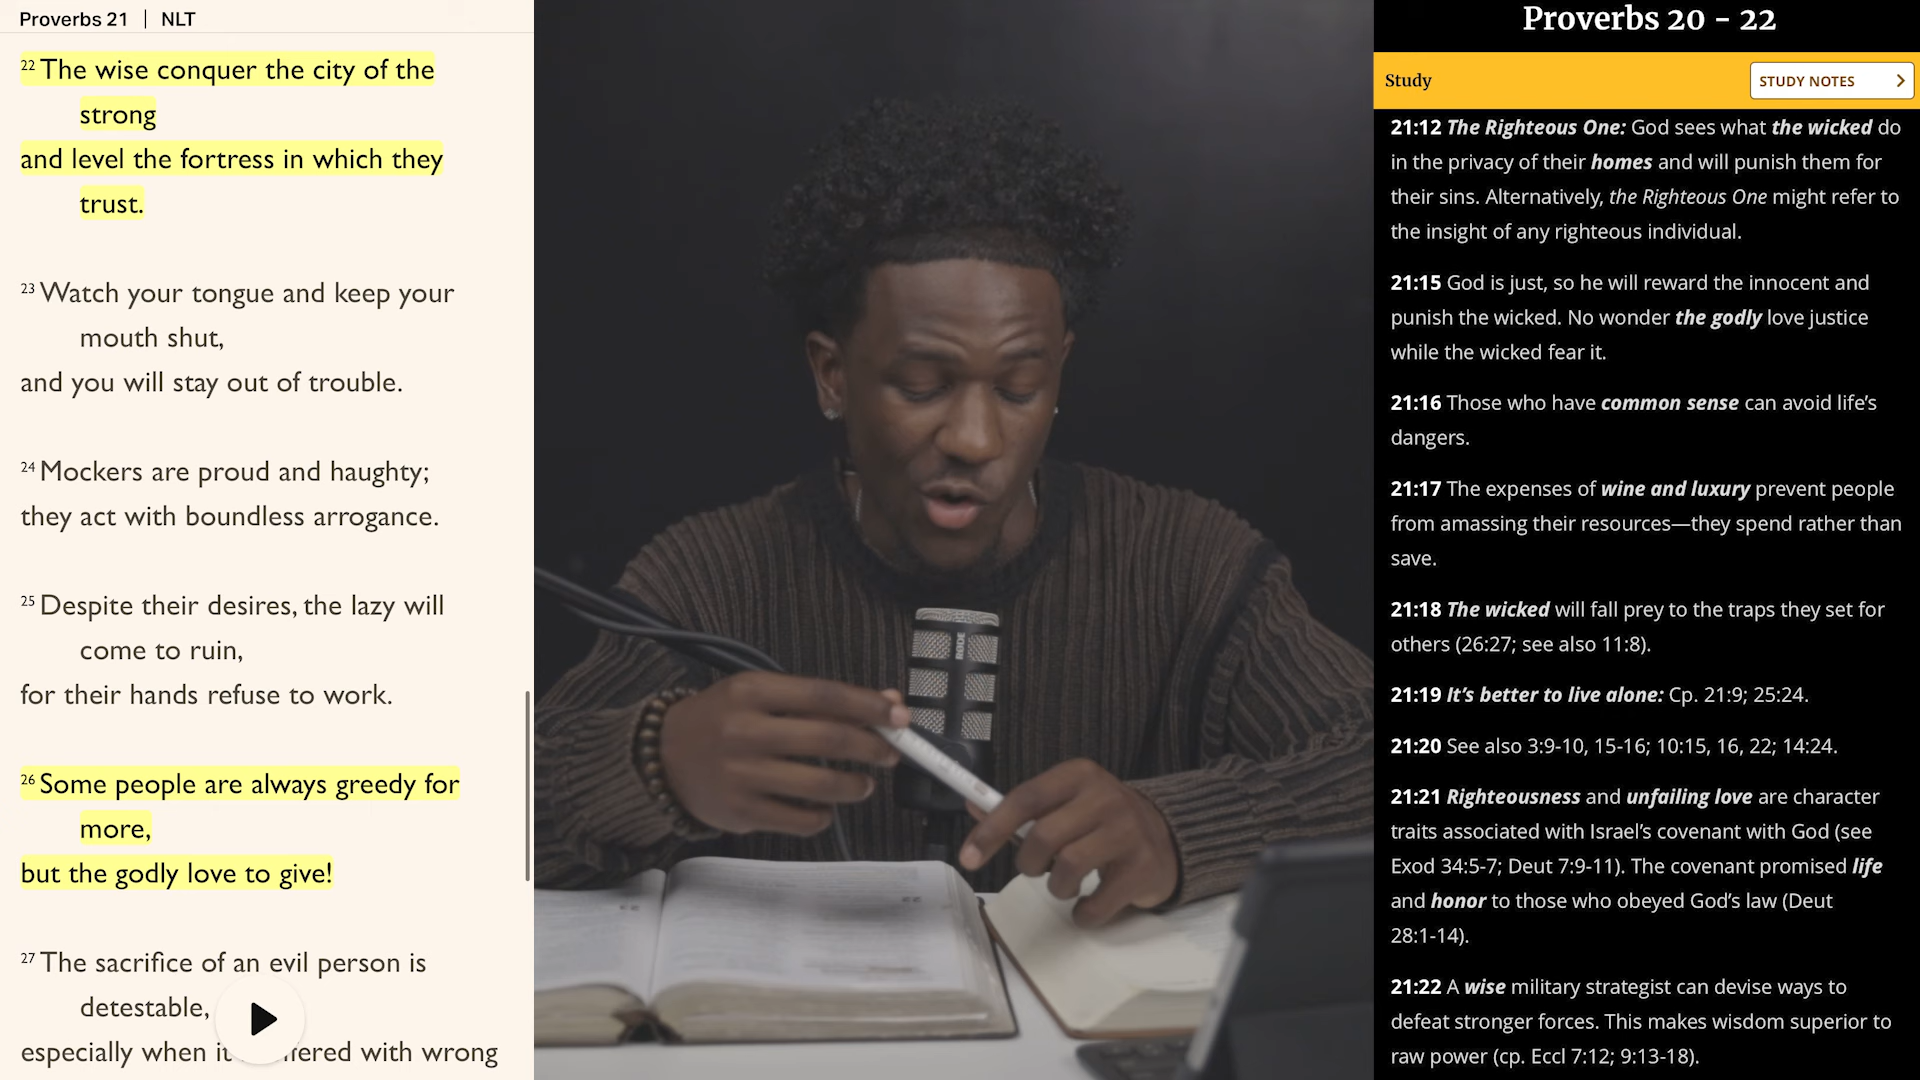 Proverbs 21 | NLT
22 The wise conquer the city of the
strong
and level the fortress in which they
trust.
23 Watch your tongue and keep your
mouth shut,
and you will stay out of trouble.
24 Mockers are proud and haughty;
they act with boundless arrogance.
25 Despite their desires, the lazy will
come to ruin,
for their hands refuse to work.
26 Some people are always greedy for
more,
but the godly love to give!
27 The sacrifice of an evil person is
detestable,
especially when it offered with wrong
RODE
Proverbs 20 - 22
Study
STUDY NOTES
21:12 The Righteous One: God sees what the wicked do
in the privacy of their homes and will punish them for
their sins. Alternatively, the Righteous One might refer to
the insight of any righteous individual.
21:15 God is just, so he will reward the innocent and
punish the wicked. No wonder the godly love justice
while the wicked fear it.
21:16 Those who have common sense can avoid life’s
dangers.
21:17 The expenses of wine and luxury prevent people
from amassing their resources—they spend rather than
save.
21:18 The wicked will fall prey to the traps they set for
others (26:27; see also 11:8).
21:19 It’s better to live alone: Cp. 21:9; 25:24.
21:20 See also 3:9-10, 15-16; 10:15, 16, 22; 14:24.
21:21 Righteousness and unfailing love are character
traits associated with Israel’s covenant with God (see
Exod 34:5-7; Deut 7:9-11). The covenant promised life
and honor to those who obeyed God’s law (Deut
28:1-14).
21:22 A wise military strategist can devise ways to
defeat stronger forces. This makes wisdom superior to
raw power (cp. Eccl 7:12; 9:13-18).